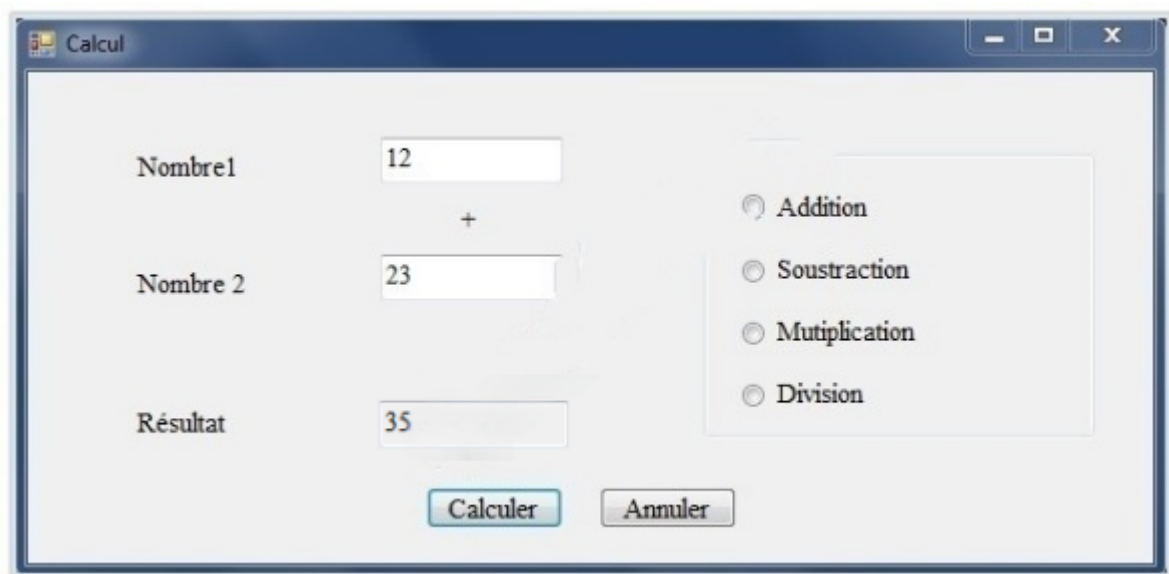 Calcul
Nombre1
12
+
Nombre 2
23
Résultat
35
Addition
Soustraction
Mutiplication
Division
Calculer
Annuler